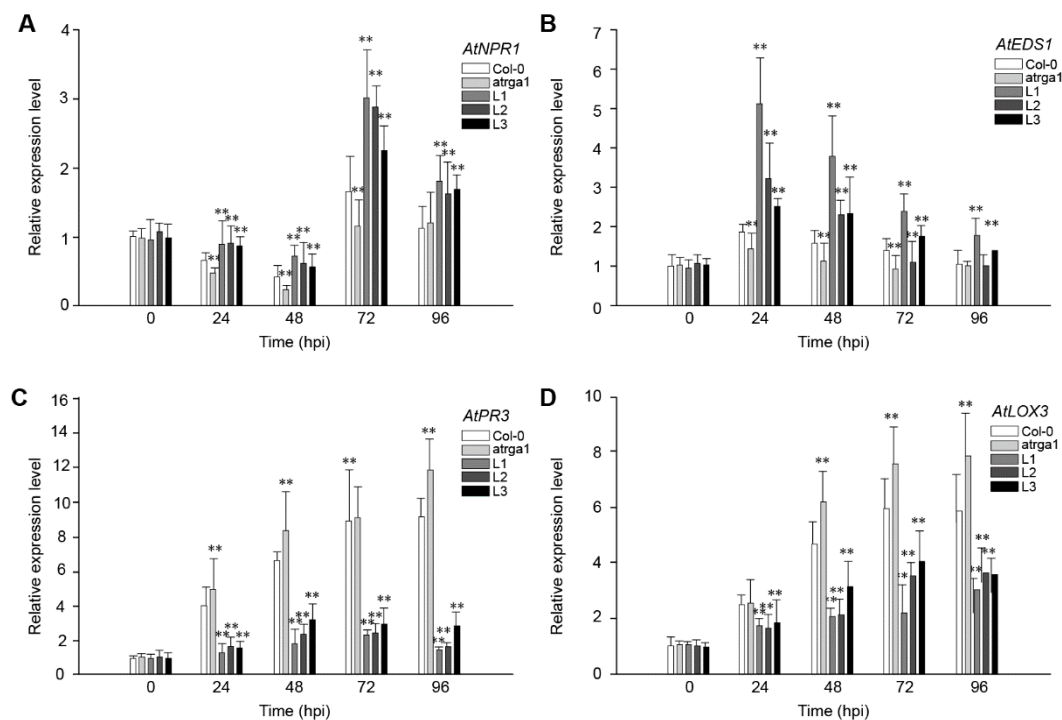 A
AtNPR1
Col-0
atrga1
L1
L2
L3
Relative expression level
4
3
2
1
0
** ** ** ** ** ** ** ** ** ** ** ** ** ** **
0 24 48 72 96
Time (hpi)
B
AtEDS1
Col-0
atrga1
L1
L2
L3
Relative expression level
7
6
5
4
3
2
1
0
** ** ** ** ** ** ** ** ** ** ** ** ** **
0 24 48 72 96
Time (hpi)
C
AtPR3
Col-0
atrga1
L1
L2
L3
Relative expression level
16
14
12
10
8
6
4
2
0
** ** ** ** ** ** ** ** ** ** ** ** ** ** ** **
0 24 48 72 96
Time (hpi)
D
AtLOX3
Col-0
atrga1
L1
L2
L3
Relative expression level
10
8
6
4
2
0
** ** ** ** ** ** ** ** ** ** ** ** ** ** **
0 24 48 72 96
Time (hpi)